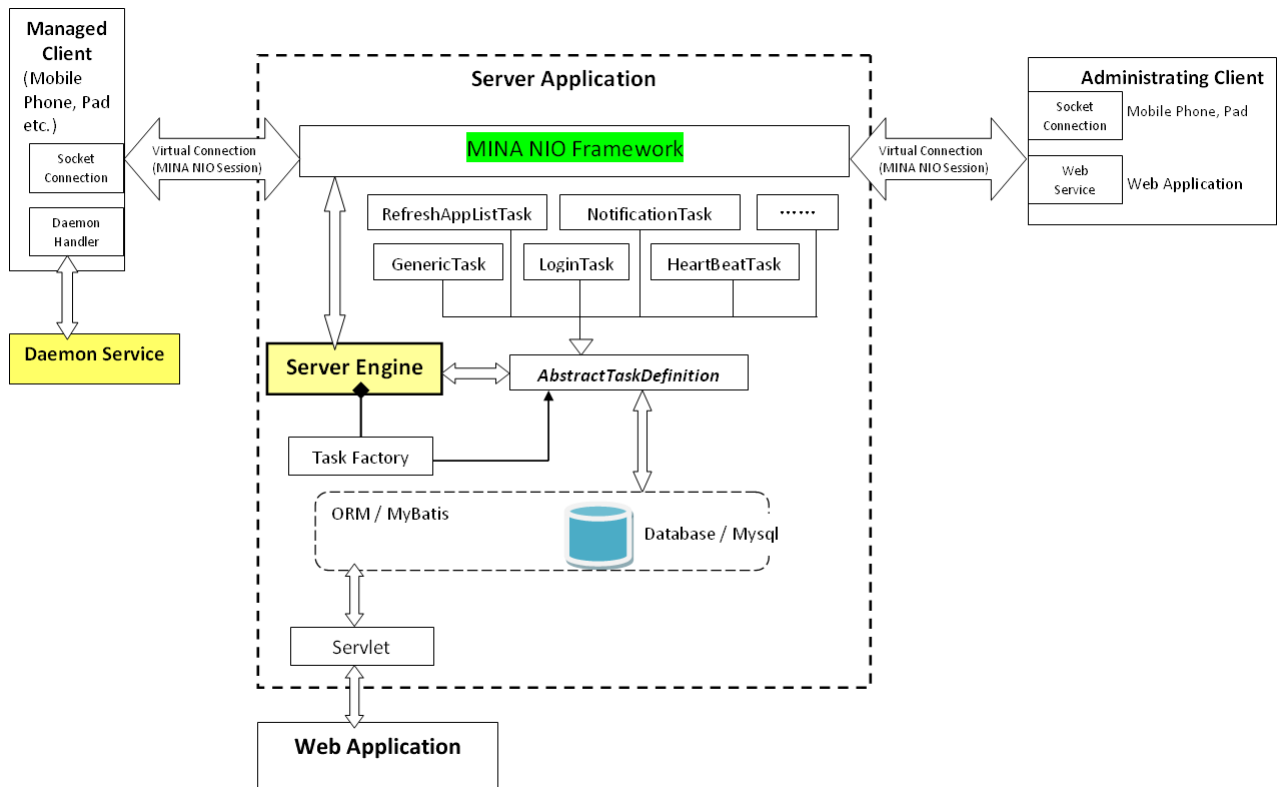 Managed
Client
(Mobile
Phone, Pad
etc.)
Socket
Connection
Daemon
Handler
Daemon Service
Virtual Connection
(MINA NIO Session)
Server Application
MINA NIO Framework
RefreshAppListTask
NotificationTask
……
GenericTask
LoginTask
HeartBeatTask
Server Engine
AbstractTaskDefinition
Task Factory
ORM / MyBatis
Database / Mysql
Servlet
Web Application
Virtual Connection
(MINA NIO Session)
Administrating Client
Socket
Connection
Mobile Phone, Pad
Web
Service
Web Application